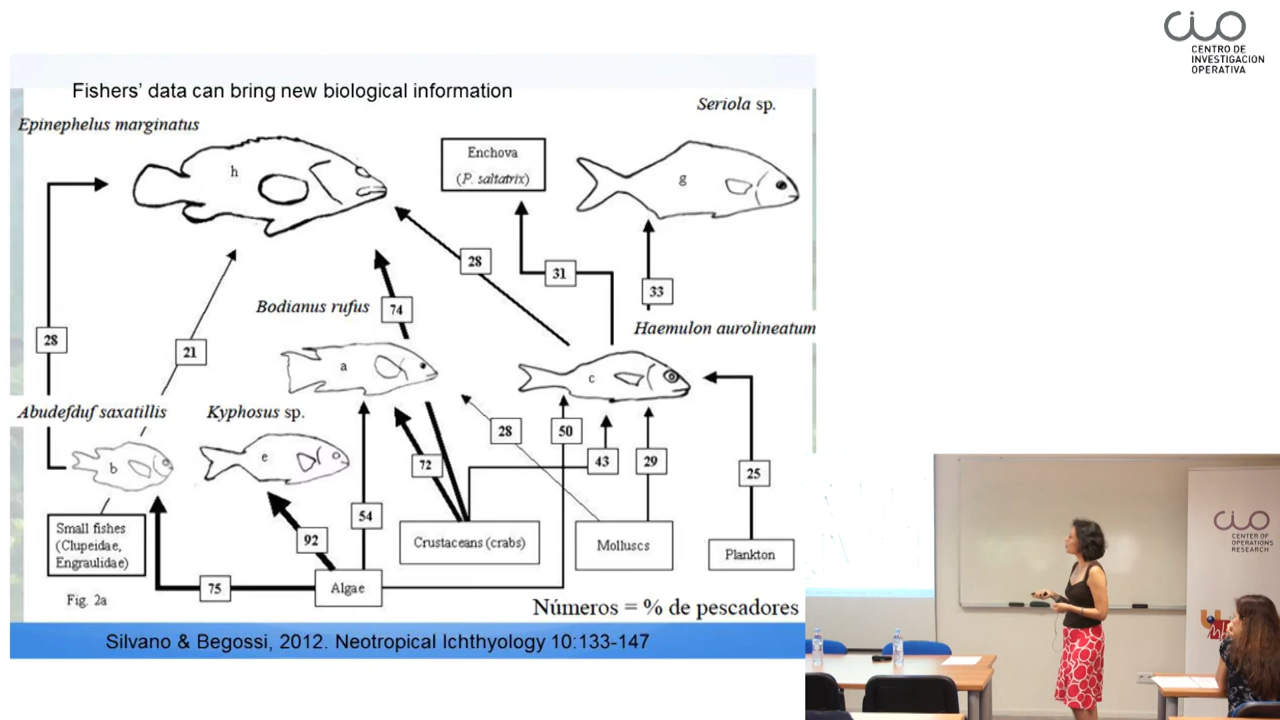 CIO
CENTRO DE
INVESTIGACION
OPERATIVA
Fishers' data can bring new biological information
Seriola sp.
Epinephelus marginatus
Enchova
(P. saltatrix)
h
g
28
31
33
Bodianus rufus
74
Haemulon aurolineatum
28
21
a
c
Abudefduf saxatillis
Kyphosus sp.
28
50
b
e
72
43
29
25
54
Small fishes
(Clupeidae,
Engraulidae)
92
Crustaceans (crabs)
Molluscs
Plankton
75
Algae
Fig. 2a
Números = % de pescadores
Silvano & Begossi, 2012. Neotropical Ichthyology 10:133-147
CIO
CENTER OF
OPERATIONS
RESEARCH